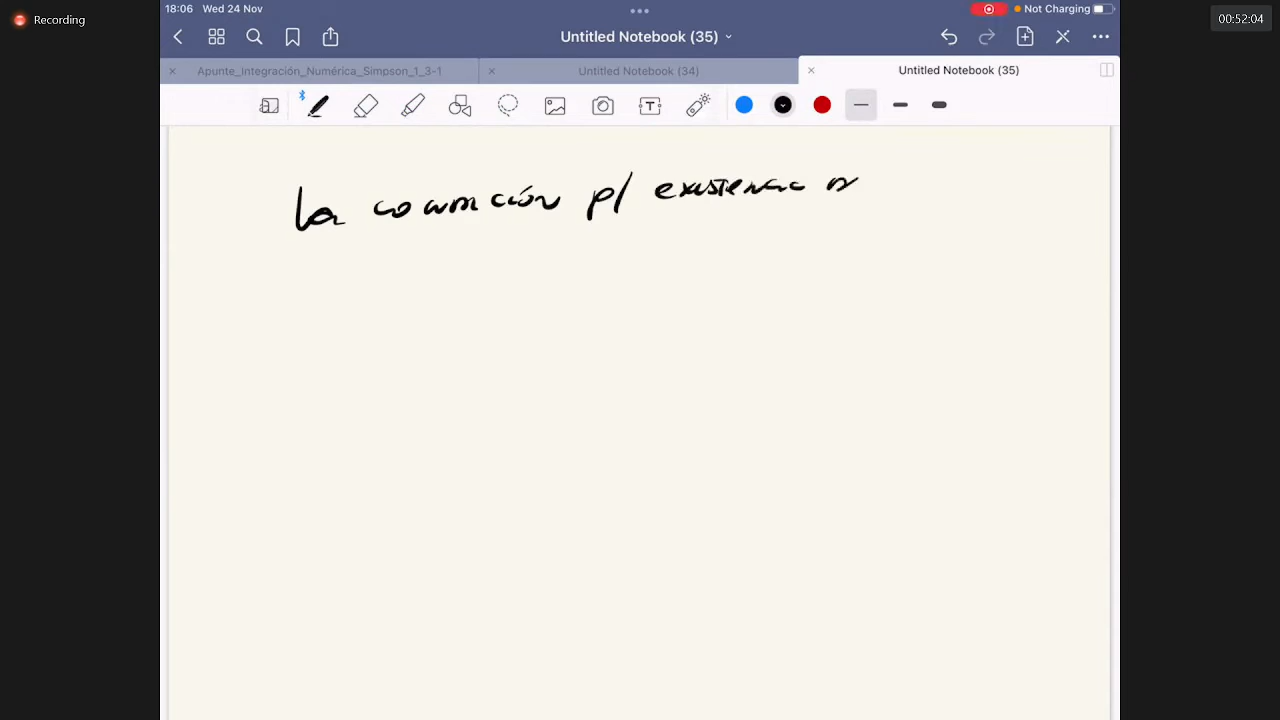 Recording
18:06 Wed 24 Nov
Not Charging
00:52:04
Untitled Notebook (35)
Apunte_Integración_Numérica_Simpson_1_3-1
Untitled Notebook (34)
Untitled Notebook (35)
T
La p/ existencia